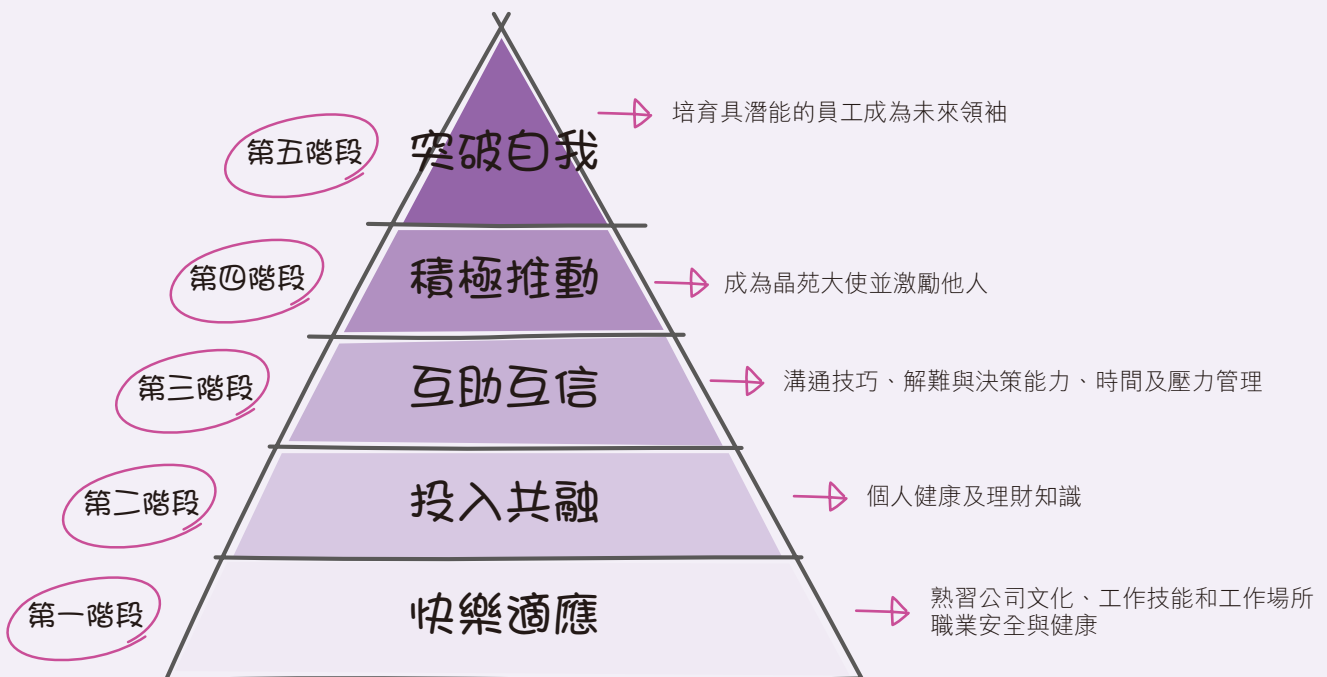 第五階段
突破自我
培育具潛能的員工成為未來領袖
第四階段
積極推動
成為晶苑大使並激勵他人
第三階段
互助互信
溝通技巧、解難與決策能力、時間及壓力管理
第二階段
投入共融
個人健康及理財知識
第一階段
快樂適應
熟習公司文化、工作技能和工作場所
職業安全與健康